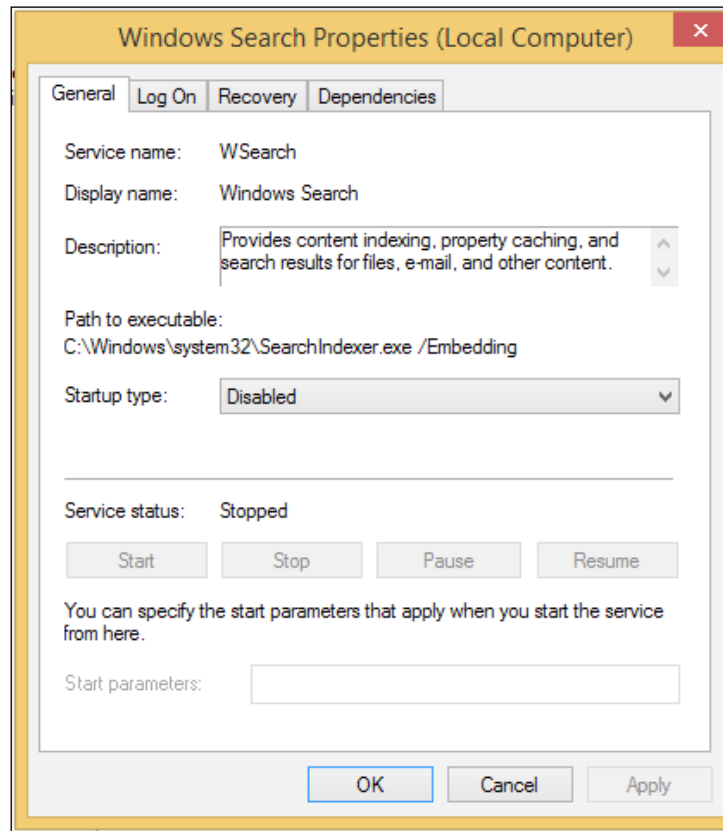 Windows Search Properties (Local Computer)
General Log On Recovery Dependencies
Service name: WSearch
Display name: Windows Search
Description: Provides content indexing, property caching, and
search results for files, e-mail, and other content.
Path to executable:
C:\Windows\system32\SearchIndexer.exe /Embedding
Startup type: Disabled
Service status: Stopped
Start Stop Pause Resume
You can specify the start parameters that apply when you start the service
from here.
Start parameters:
OK Cancel Apply